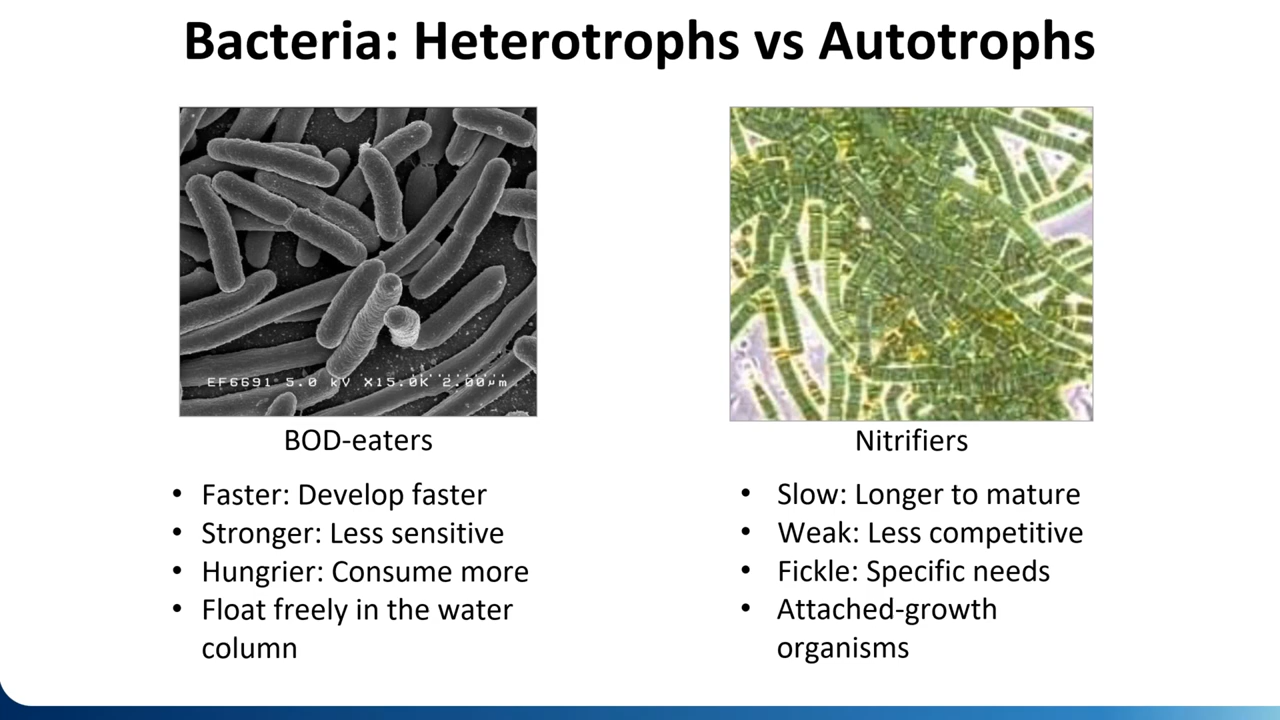 Bacteria: Heterotrophs vs Autotrophs
EF6691 5.0 kV X15.0K 2.00µm
BOD-eaters
• Faster: Develop faster
• Stronger: Less sensitive
• Hungrier: Consume more
• Float freely in the water
column
Nitrifiers
• Slow: Longer to mature
• Weak: Less competitive
• Fickle: Specific needs
• Attached-growth
organisms